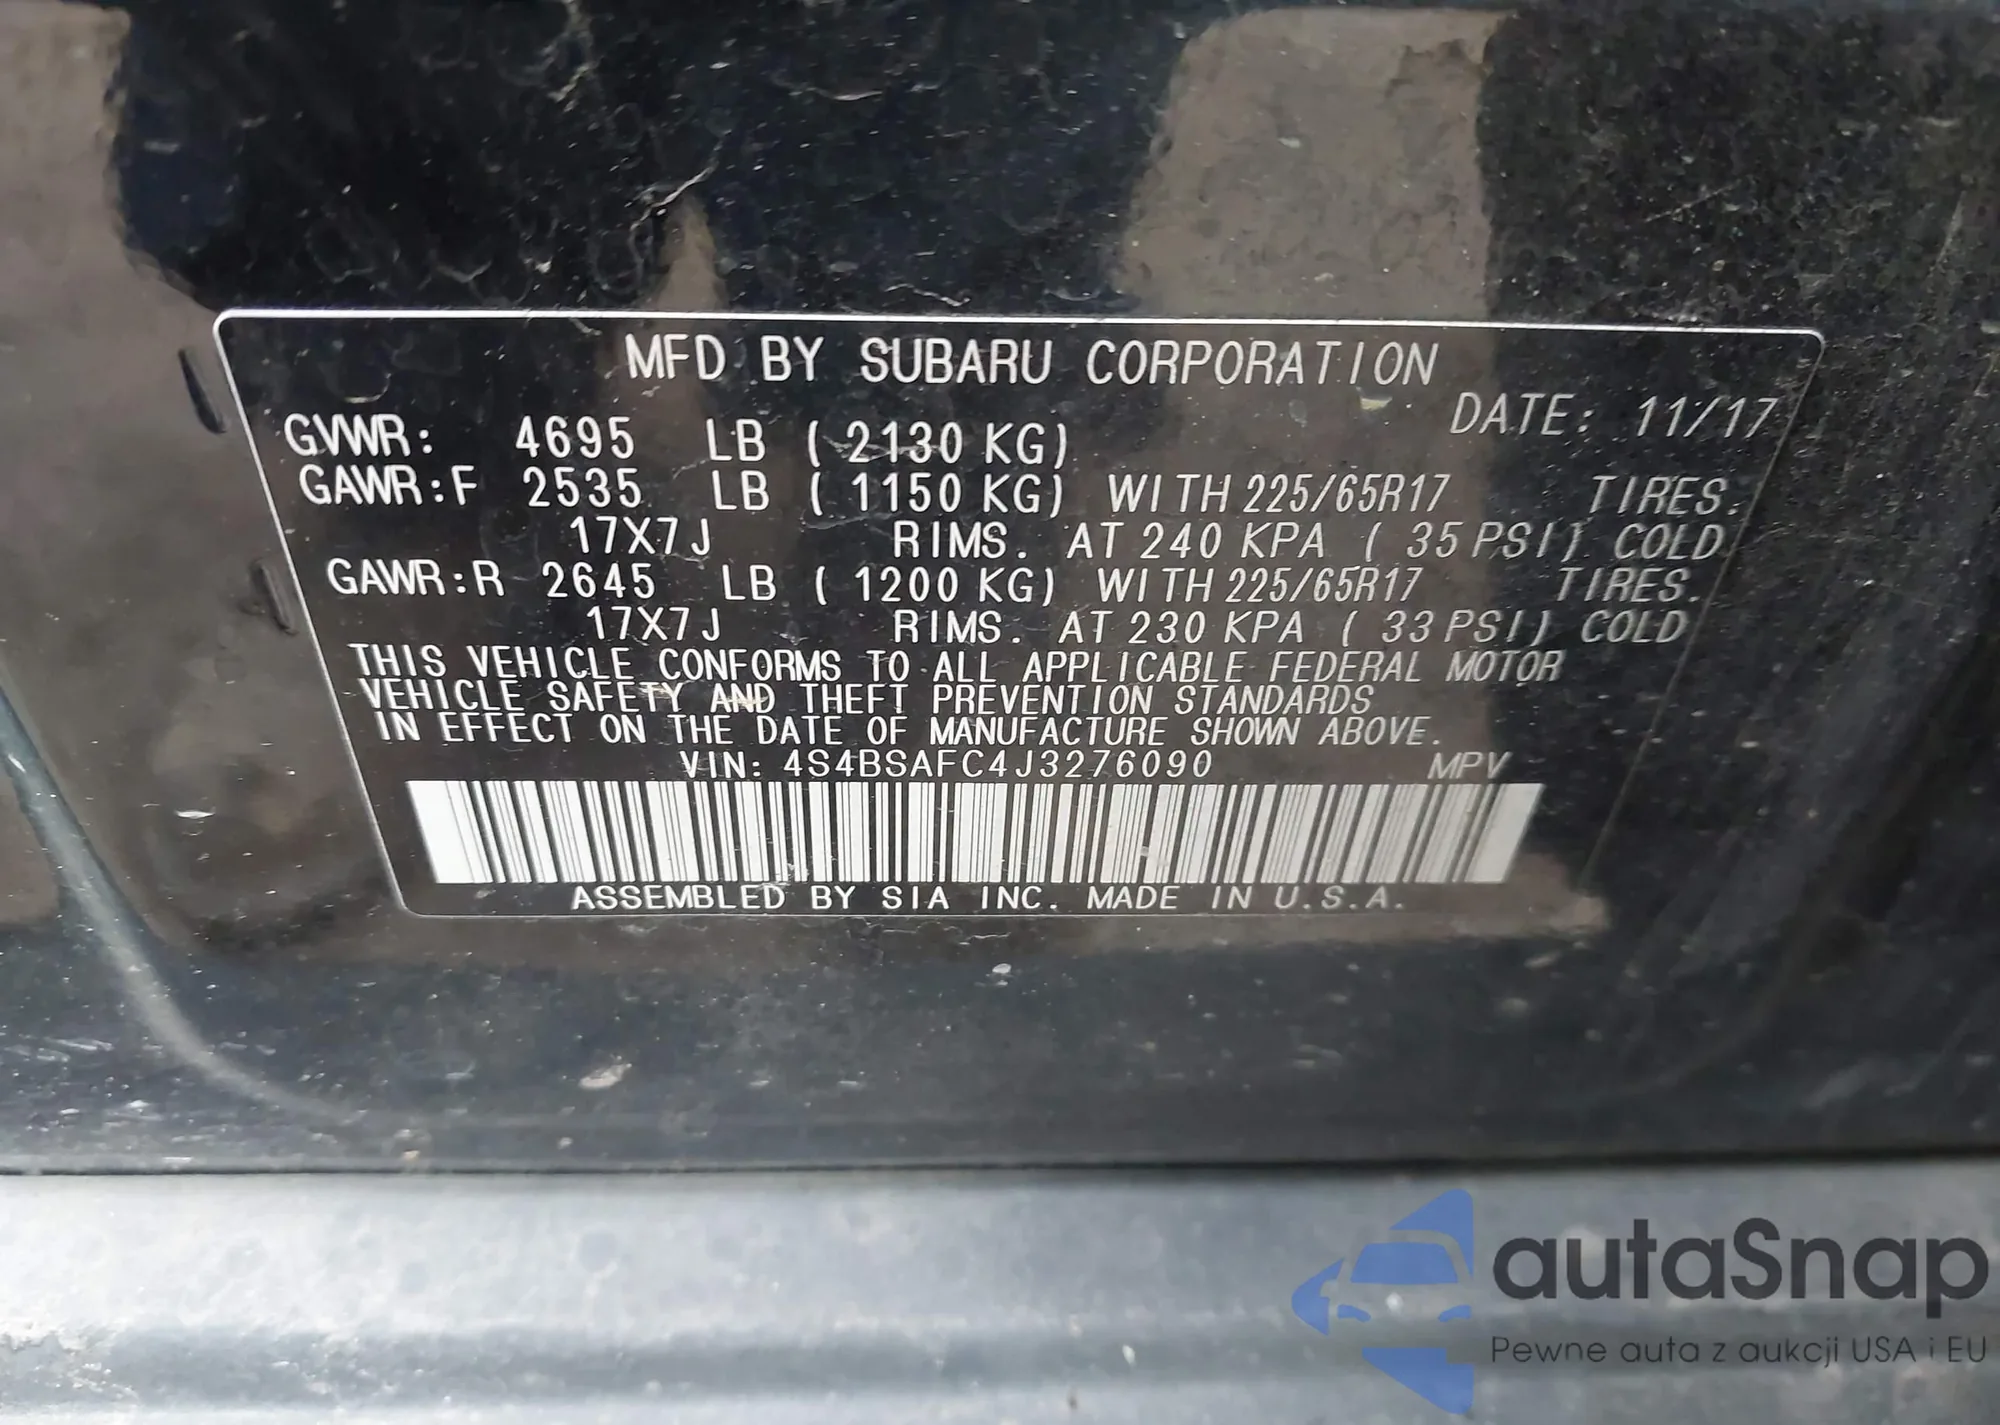 MFD BY SUBARU CORPORATION
DATE: 11/17
GVWR: 4695 LB ( 2130 KG)
GAWR:F 2535 LB ( 1150 KG) WITH 225/65R17 TIRES.
17X7J RIMS. AT 240 KPA ( 35 PSI) COLD
GAWR:R 2645 LB ( 1200 KG) WITH 225/65R17 TIRES.
17X7J RIMS. AT 230 KPA ( 33 PSI) COLD
THIS VEHICLE CONFORMS TO ALL APPLICABLE FEDERAL MOTOR
VEHICLE SAFETY AND THEFT PREVENTION STANDARDS
IN EFFECT ON THE DATE OF MANUFACTURE SHOWN ABOVE.
VIN: 4S4BSAFC4J3276090 MPV
ASSEMBLED BY SIA INC. MADE IN U.S.A.
autaSnap
Pewne auta z aukcji USA i EU